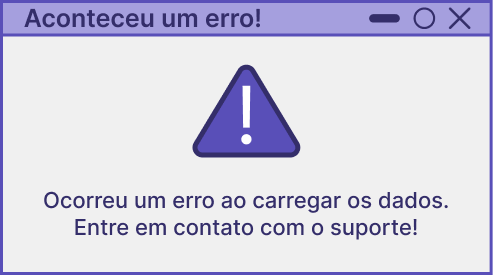 Aconteceu um erro!
Ocorreu um erro ao carregar os dados.
Entre em contato com o suporte!